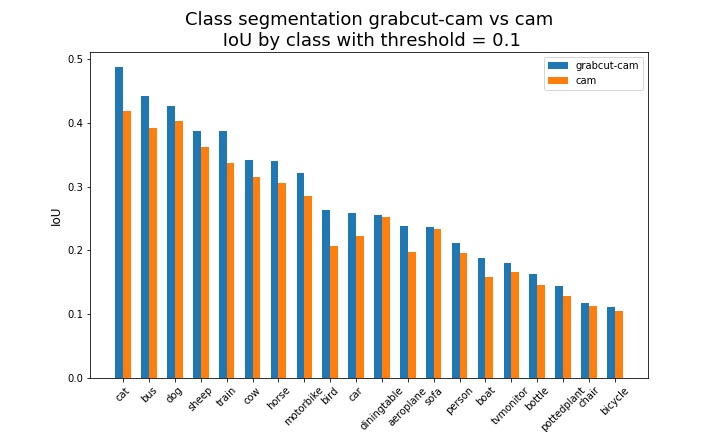 Class segmentation grabcut-cam vs cam
IoU by class with threshold = 0.1
grabcut-cam
cam
IoU
0.5
0.4
0.3
0.2
0.1
0.0
cat
bus
dog
sheep
train
cow
horse
motorbike
bird
car
diningtable
aeroplane
sofa
person
boat
tvmonitor
bottle
pottedplant
chair
bicycle